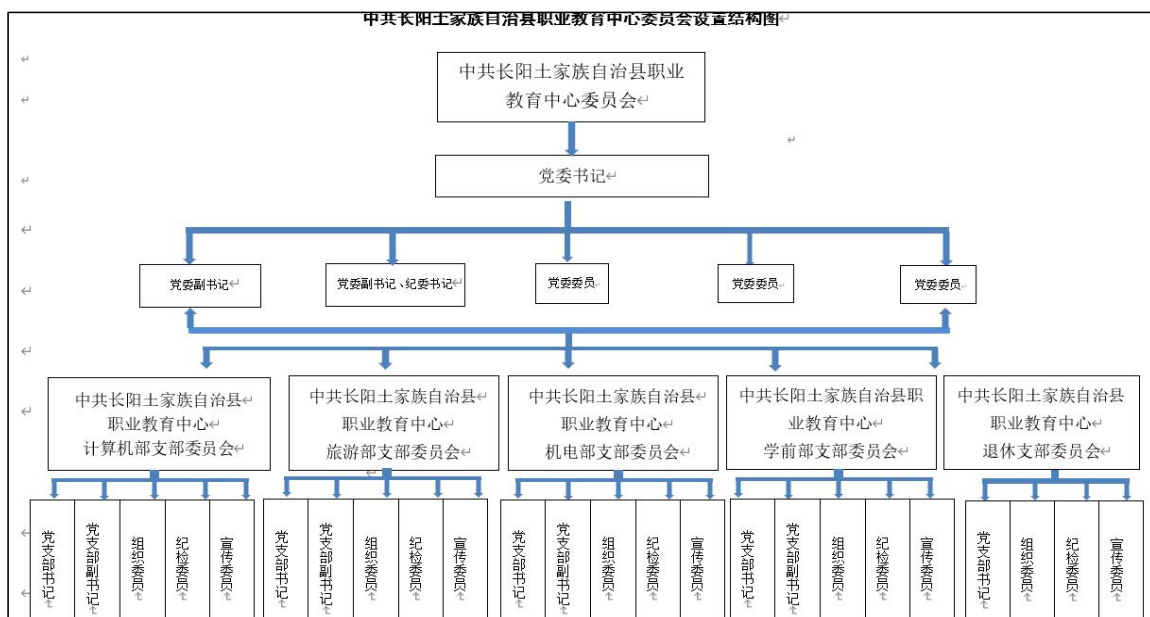 中共长阳土家族自治县职业教育中心委员会设置结构图
中共长阳土家族自治县职业
教育中心委员会
党委书记
党委副书记
党委副书记、纪委书记
党委委员
党委委员
党委委员
中共长阳土家族自治县
职业教育中心
计算机部支部委员会
中共长阳土家族自治县
职业教育中心
旅游部支部委员会
中共长阳土家族自治县
职业教育中心
机电部支部委员会
中共长阳土家族自治县职
业教育中心
学前部支部委员会
中共长阳土家族自治县
职业教育中心
退休支部委员会
党支部书记
党支部副书记
组织委员
纪检委员
宣传委员
党支部书记
党支部副书记
组织委员
纪检委员
宣传委员
党支部书记
党支部副书记
组织委员
纪检委员
宣传委员
党支部书记
党支部副书记
组织委员
纪检委员
宣传委员
党支部书记
组织委员
纪检委员
宣传委员